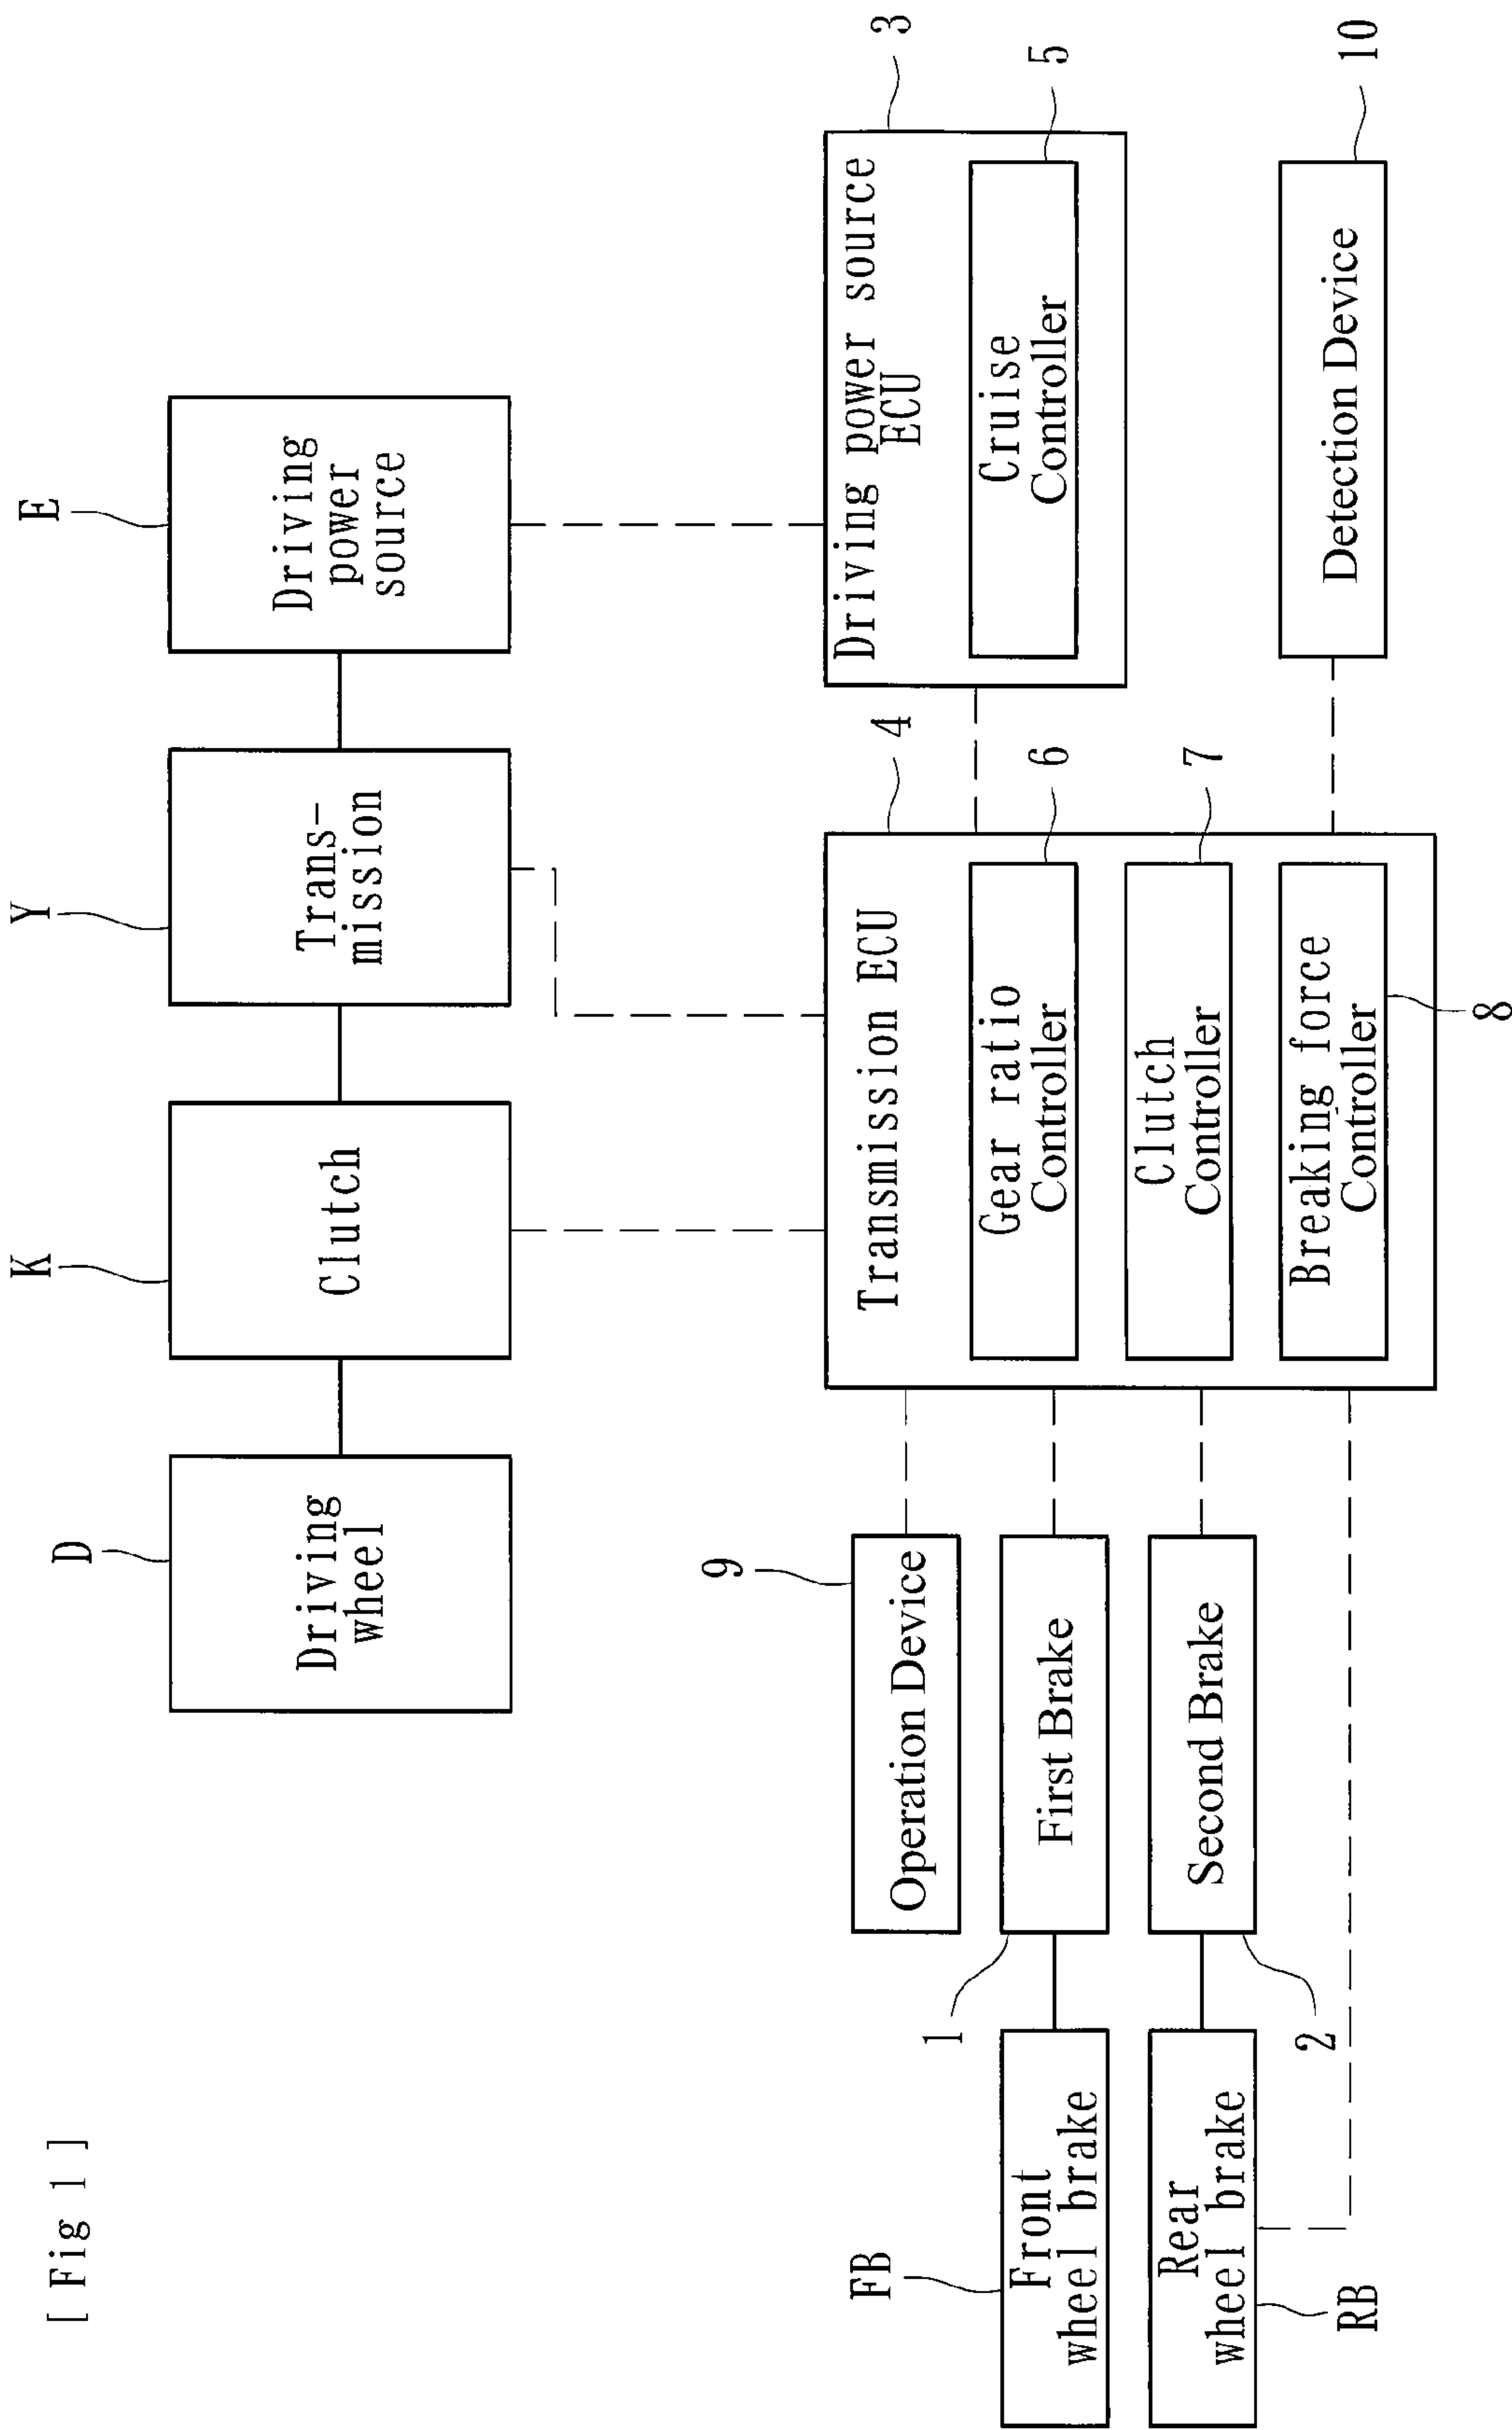 [ Fig 1 ]
D
K
Y
E
Driving
wheel
Clutch
Trans-
mission
Driving
power
source
9
4
3
Operation Device
Transmission ECU
Driving power source
ECU
FB
1
6
5
Front
wheel brake
First Brake
Gear ratio
Controller
Cruise
Controller
7
Rear
wheel brake
Second Brake
Clutch
Controller
RB
2
Breaking force
Controller
8
Detection Device
10